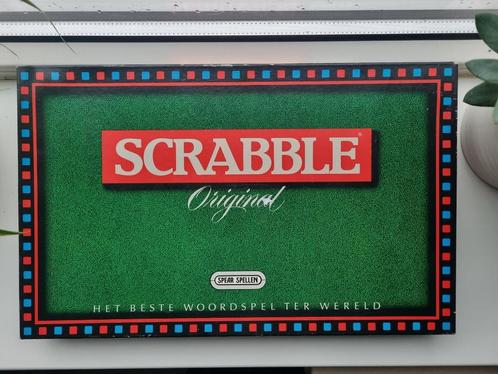 SCRABBLE®
Original
SPEAR SPELLEN
HET BESTE WOORDSPEL TER WERELD